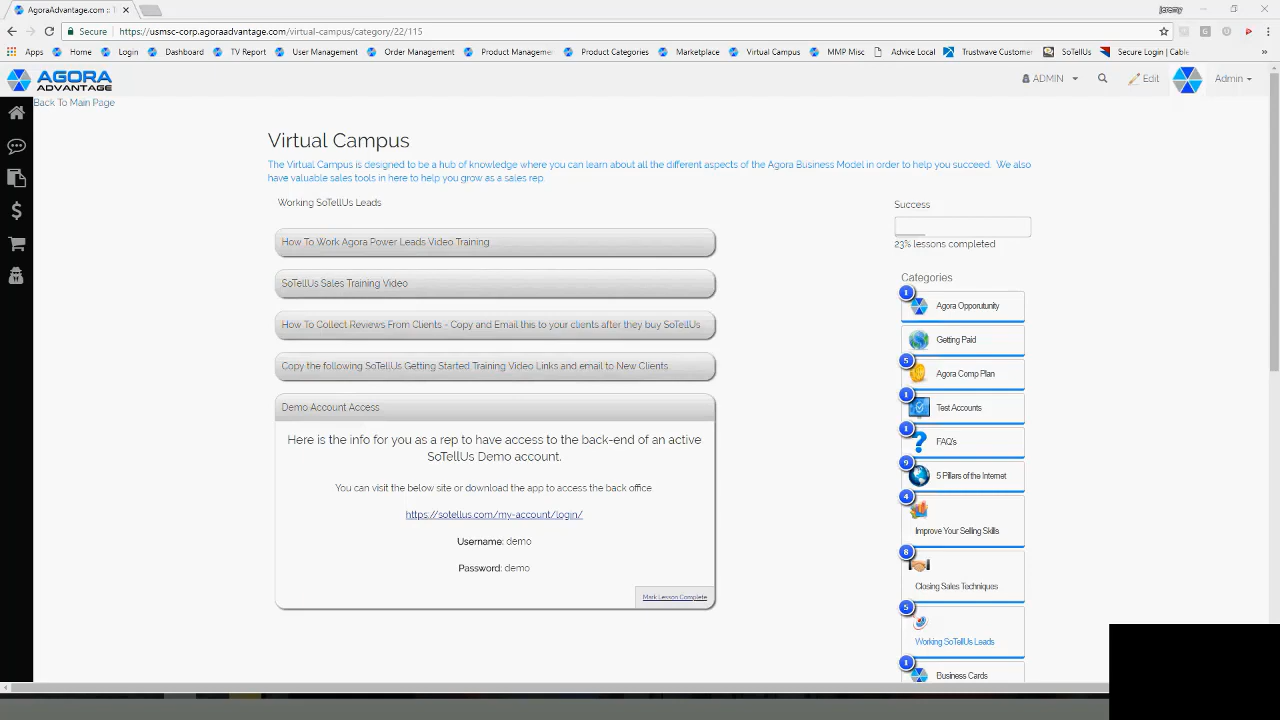 AgoraAdvantage.com ::
Jeremy
Secure
https://usmsc-corp.agoraadvantage.com/virtual-campus/category/22/115
Apps
Home
Login
Dashboard
TV Report
User Management
Order Manager
Product Manageme
Product Categories
Marketplace
Virtual Campus
MMP Misc
Advice Local
Trustwave Customer
SoTellUs
Secure Login | Cable
»
AGORA
ADVANTAGE
ADMIN
Edit
Admin
Back To Main Page
Virtual Campus
The Virtual Campus is designed to be a hub of knowledge where you can learn about all the different aspects of the Agora Business Model in order to help you succeed. We also
have valuable sales tools in here to help you grow as a sales rep.
Working SoTellUs Leads
How To Work Agora Power Leads Video Training
SoTellUs Sales Training Video
How To Collect Reviews From Clients - Copy and Email this to your clients after they buy SoTellUs
Copy the following SoTellUs Getting Started Training Video Links and email to New Clients.
Demo Account Access
Here is the info for you as a rep to have access to the back-end of an active
SoTellUs Demo account.
You can visit the below site or download the app to access the back office
https://sotellus.com/my-account/login/
Username: demo
Password: demo
Mark Lesson Complete
Success
23% lessons completed
Categories
1
Agora Opporutunity
Getting Paid
5
Agora Comp Plan
1
Test Accounts
1
FAQ's
9
5 Pillars of the Internet
4
Improve Your Selling Skills
8
Closing Sales Techniques
5
Working SoTellUs Leads
1
Business Cards